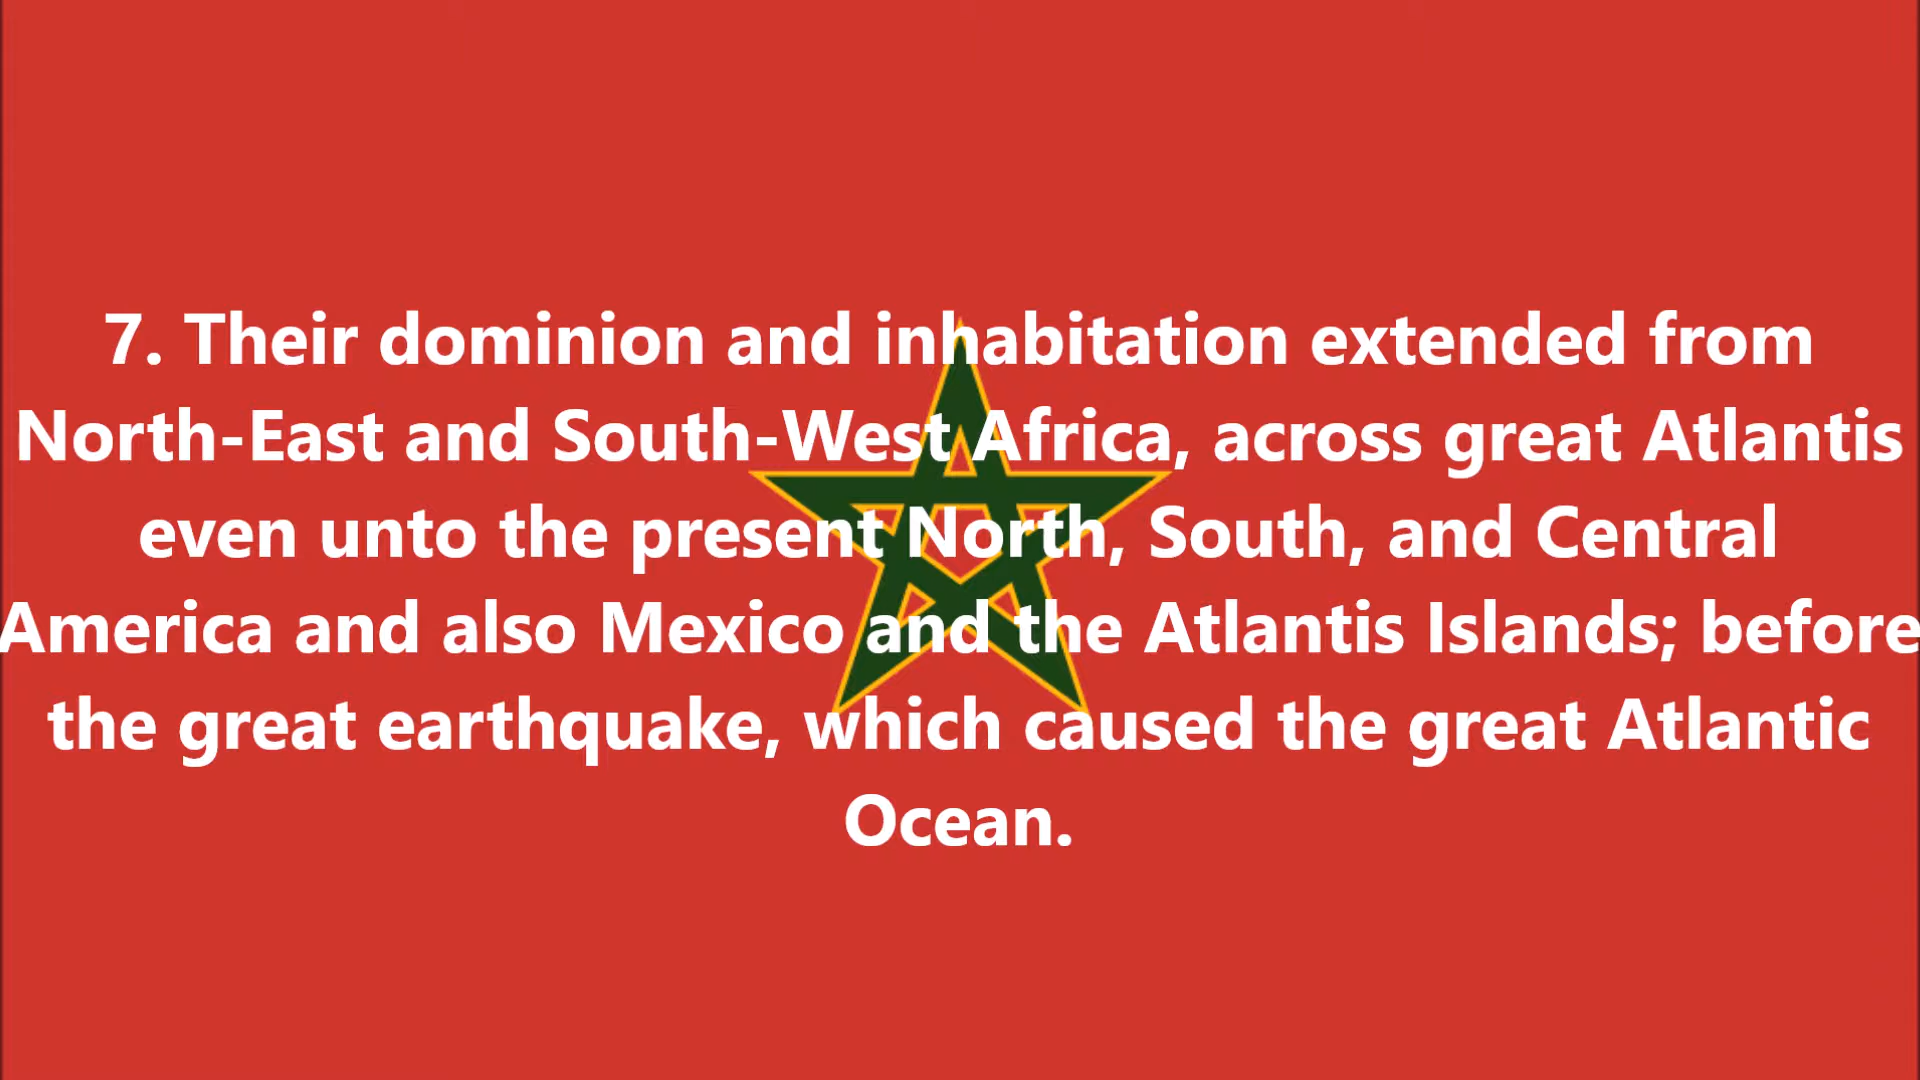 7. Their dominion and inhabitation extended from
North-East and South-West Africa, across great Atlantis
even unto the present North, South, and Central
America and also Mexico and the Atlantis Islands; before
the great earthquake, which caused the great Atlantic
Ocean.